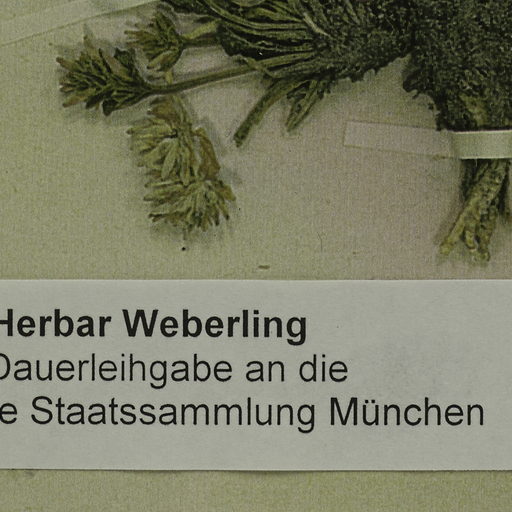 Herbar Weberling
Dauerleihgabe an die
Staatssammlung München